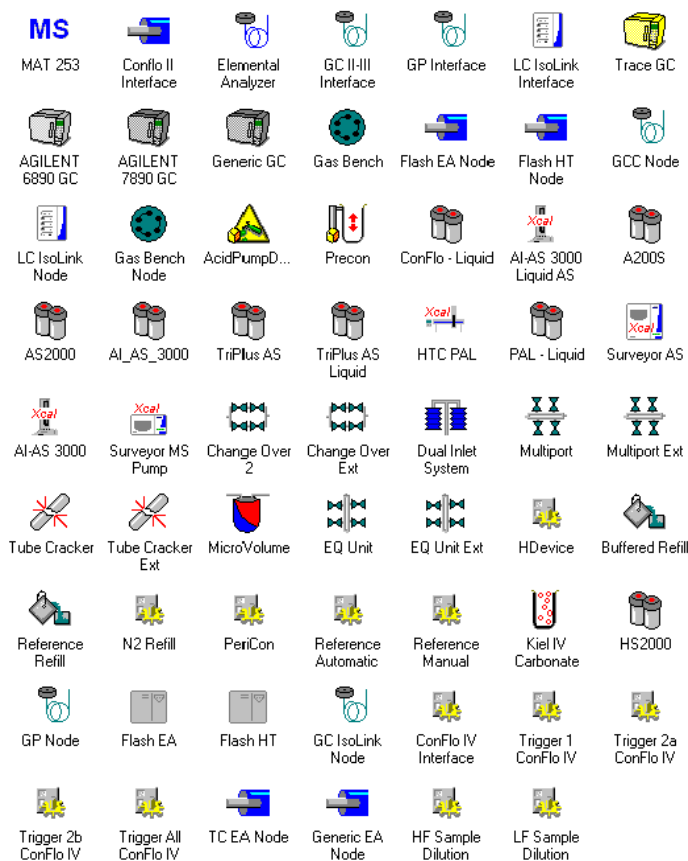 MS
MAT 253
Conflo II
Interface
Elemental
Analyzer
GC II-III
Interface
GP Interface
LC IsoLink
Interface
Trace GC
AGILENT
6890 GC
AGILENT
7890 GC
Generic GC
Gas Bench
Flash EA Node
Flash HT
Node
GCC Node
LC IsoLink
Node
Gas Bench
Node
AcidPumpD...
Precon
ConFlo - Liquid
Xcal
AI-AS 3000
Liquid AS
A200S
AS2000
AI_AS_3000
TriPlus AS
TriPlus AS
Liquid
Xcal
HTC PAL
PAL - Liquid
Xcal
Surveyor AS
Xcal
AI-AS 3000
Xcal
Surveyor MS
Pump
Change Over
2
Change Over
Ext
Dual Inlet
System
Multiport
Multiport Ext
Tube Cracker
Tube Cracker
Ext
MicroVolume
EQ Unit
EQ Unit Ext
HDevice
Buffered Refill
Reference
Refill
N2 Refill
PeriCon
Reference
Automatic
Reference
Manual
Kiel IV
Carbonate
HS2000
GP Node
Flash EA
Flash HT
GC IsoLink
Node
ConFlo IV
Interface
Trigger 1
ConFlo IV
Trigger 2a
ConFlo IV
Trigger 2b
ConFlo IV
Trigger All
ConFlo IV
TC EA Node
Generic EA
Node
HF Sample
Dilution
LF Sample
Dilution